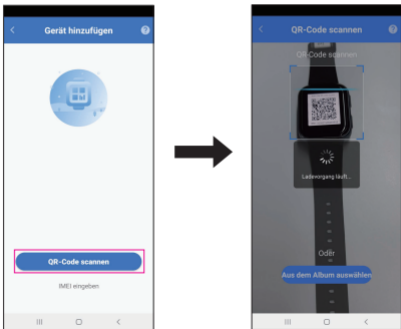 Gerät hinzufügen
QR-Code scannen
IMEI eingeben
QR-Code scannen
QR-Code scannen
Ladevorgang läuft...
Oder
Aus dem Album auswählen